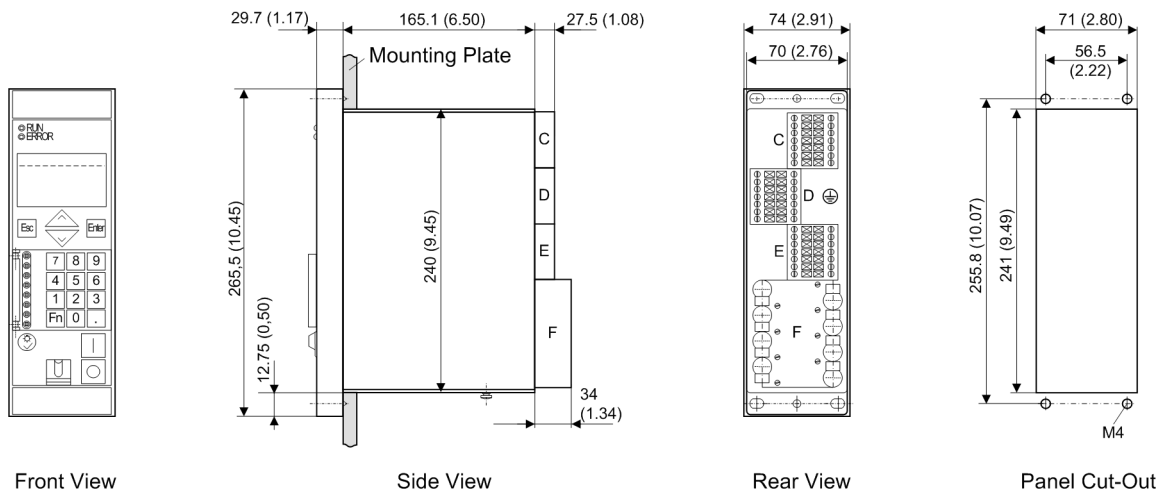 29.7 (1.17)
165.1 (6.50)
27.5 (1.08)
74 (2.91)
71 (2.80)
Mounting Plate
70 (2.76)
56.5
(2.22)
RUN
ERROR
Esc
Enter
7 8 9
4 5 6
1 2 3
Fn 0 .
265,5 (10.45)
12.75 (0,50)
240 (9.45)
C
D
E
F
34
(1.34)
C
D
E
F
255.8 (10.07)
241 (9.49)
M4
Front View
Side View
Rear View
Panel Cut-Out